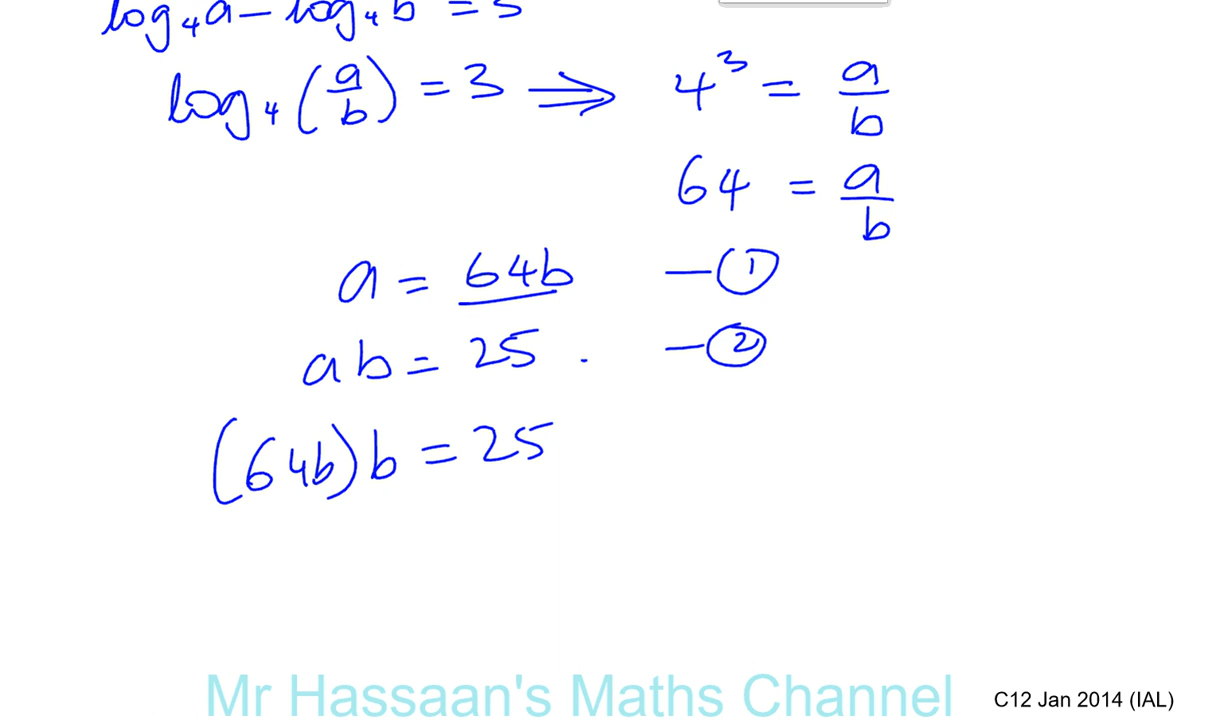 log₄a − log₄b = 3
log₄(a/b) = 3 ⟹ 4³ = a/b
64 = a/b
a = 64b —①
ab = 25 . —②
(64b)b = 25
Mr Hassaan's Maths Channel
C12 Jan 2014 (IAL)